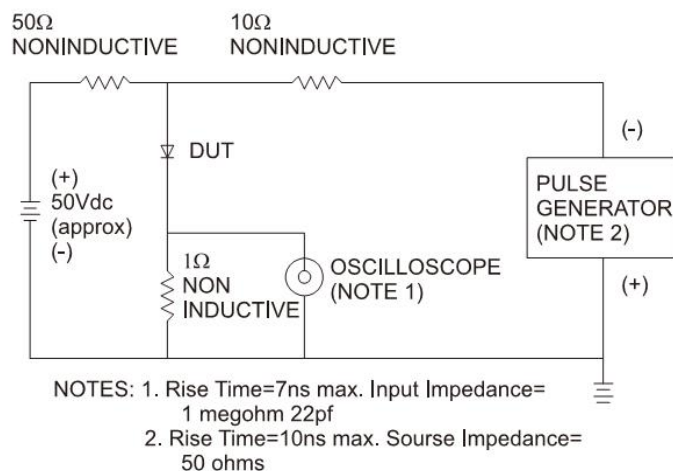 50Ω
NONINDUCTIVE
10Ω
NONINDUCTIVE
DUT
(+)
50Vdc
(approx)
(-)
1Ω
NON
INDUCTIVE
OSCILLOSCOPE
(NOTE 1)
(-)
PULSE
GENERATOR
(NOTE 2)
(+)
NOTES: 1. Rise Time=7ns max. Input Impedance=
1 megohm 22pf
2. Rise Time=10ns max. Sourse Impedance=
50 ohms